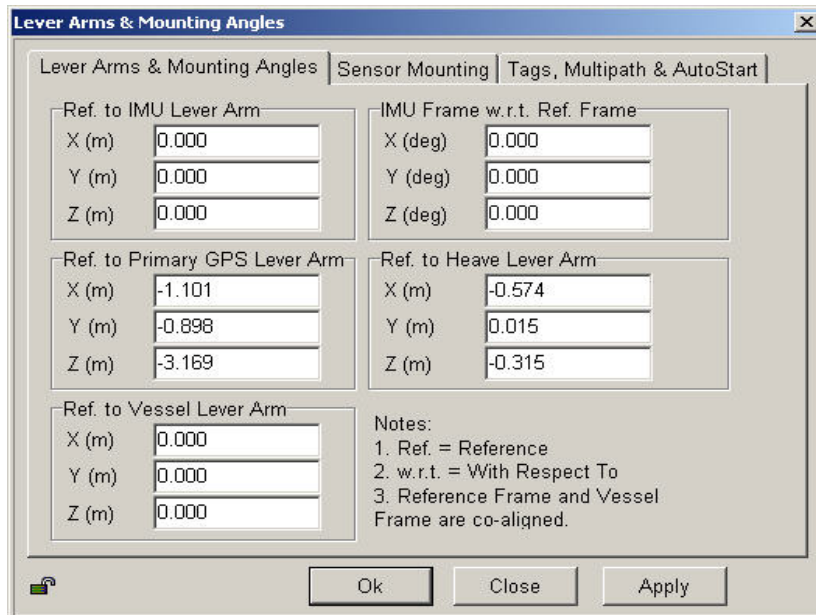 Lever Arms & Mounting Angles
Lever Arms & Mounting Angles
Sensor Mounting
Tags, Multipath & AutoStart
Ref. to IMU Lever Arm
X (m) 0.000
Y (m) 0.000
Z (m) 0.000
IMU Frame w.r.t. Ref. Frame
X (deg) 0.000
Y (deg) 0.000
Z (deg) 0.000
Ref. to Primary GPS Lever Arm
X (m) -1.101
Y (m) -0.898
Z (m) -3.169
Ref. to Heave Lever Arm
X (m) -0.574
Y (m) 0.015
Z (m) -0.315
Ref. to Vessel Lever Arm
X (m) 0.000
Y (m) 0.000
Z (m) 0.000
Notes:
1. Ref. = Reference
2. w.r.t. = With Respect To
3. Reference Frame and Vessel
Frame are co-aligned.
Ok
Close
Apply